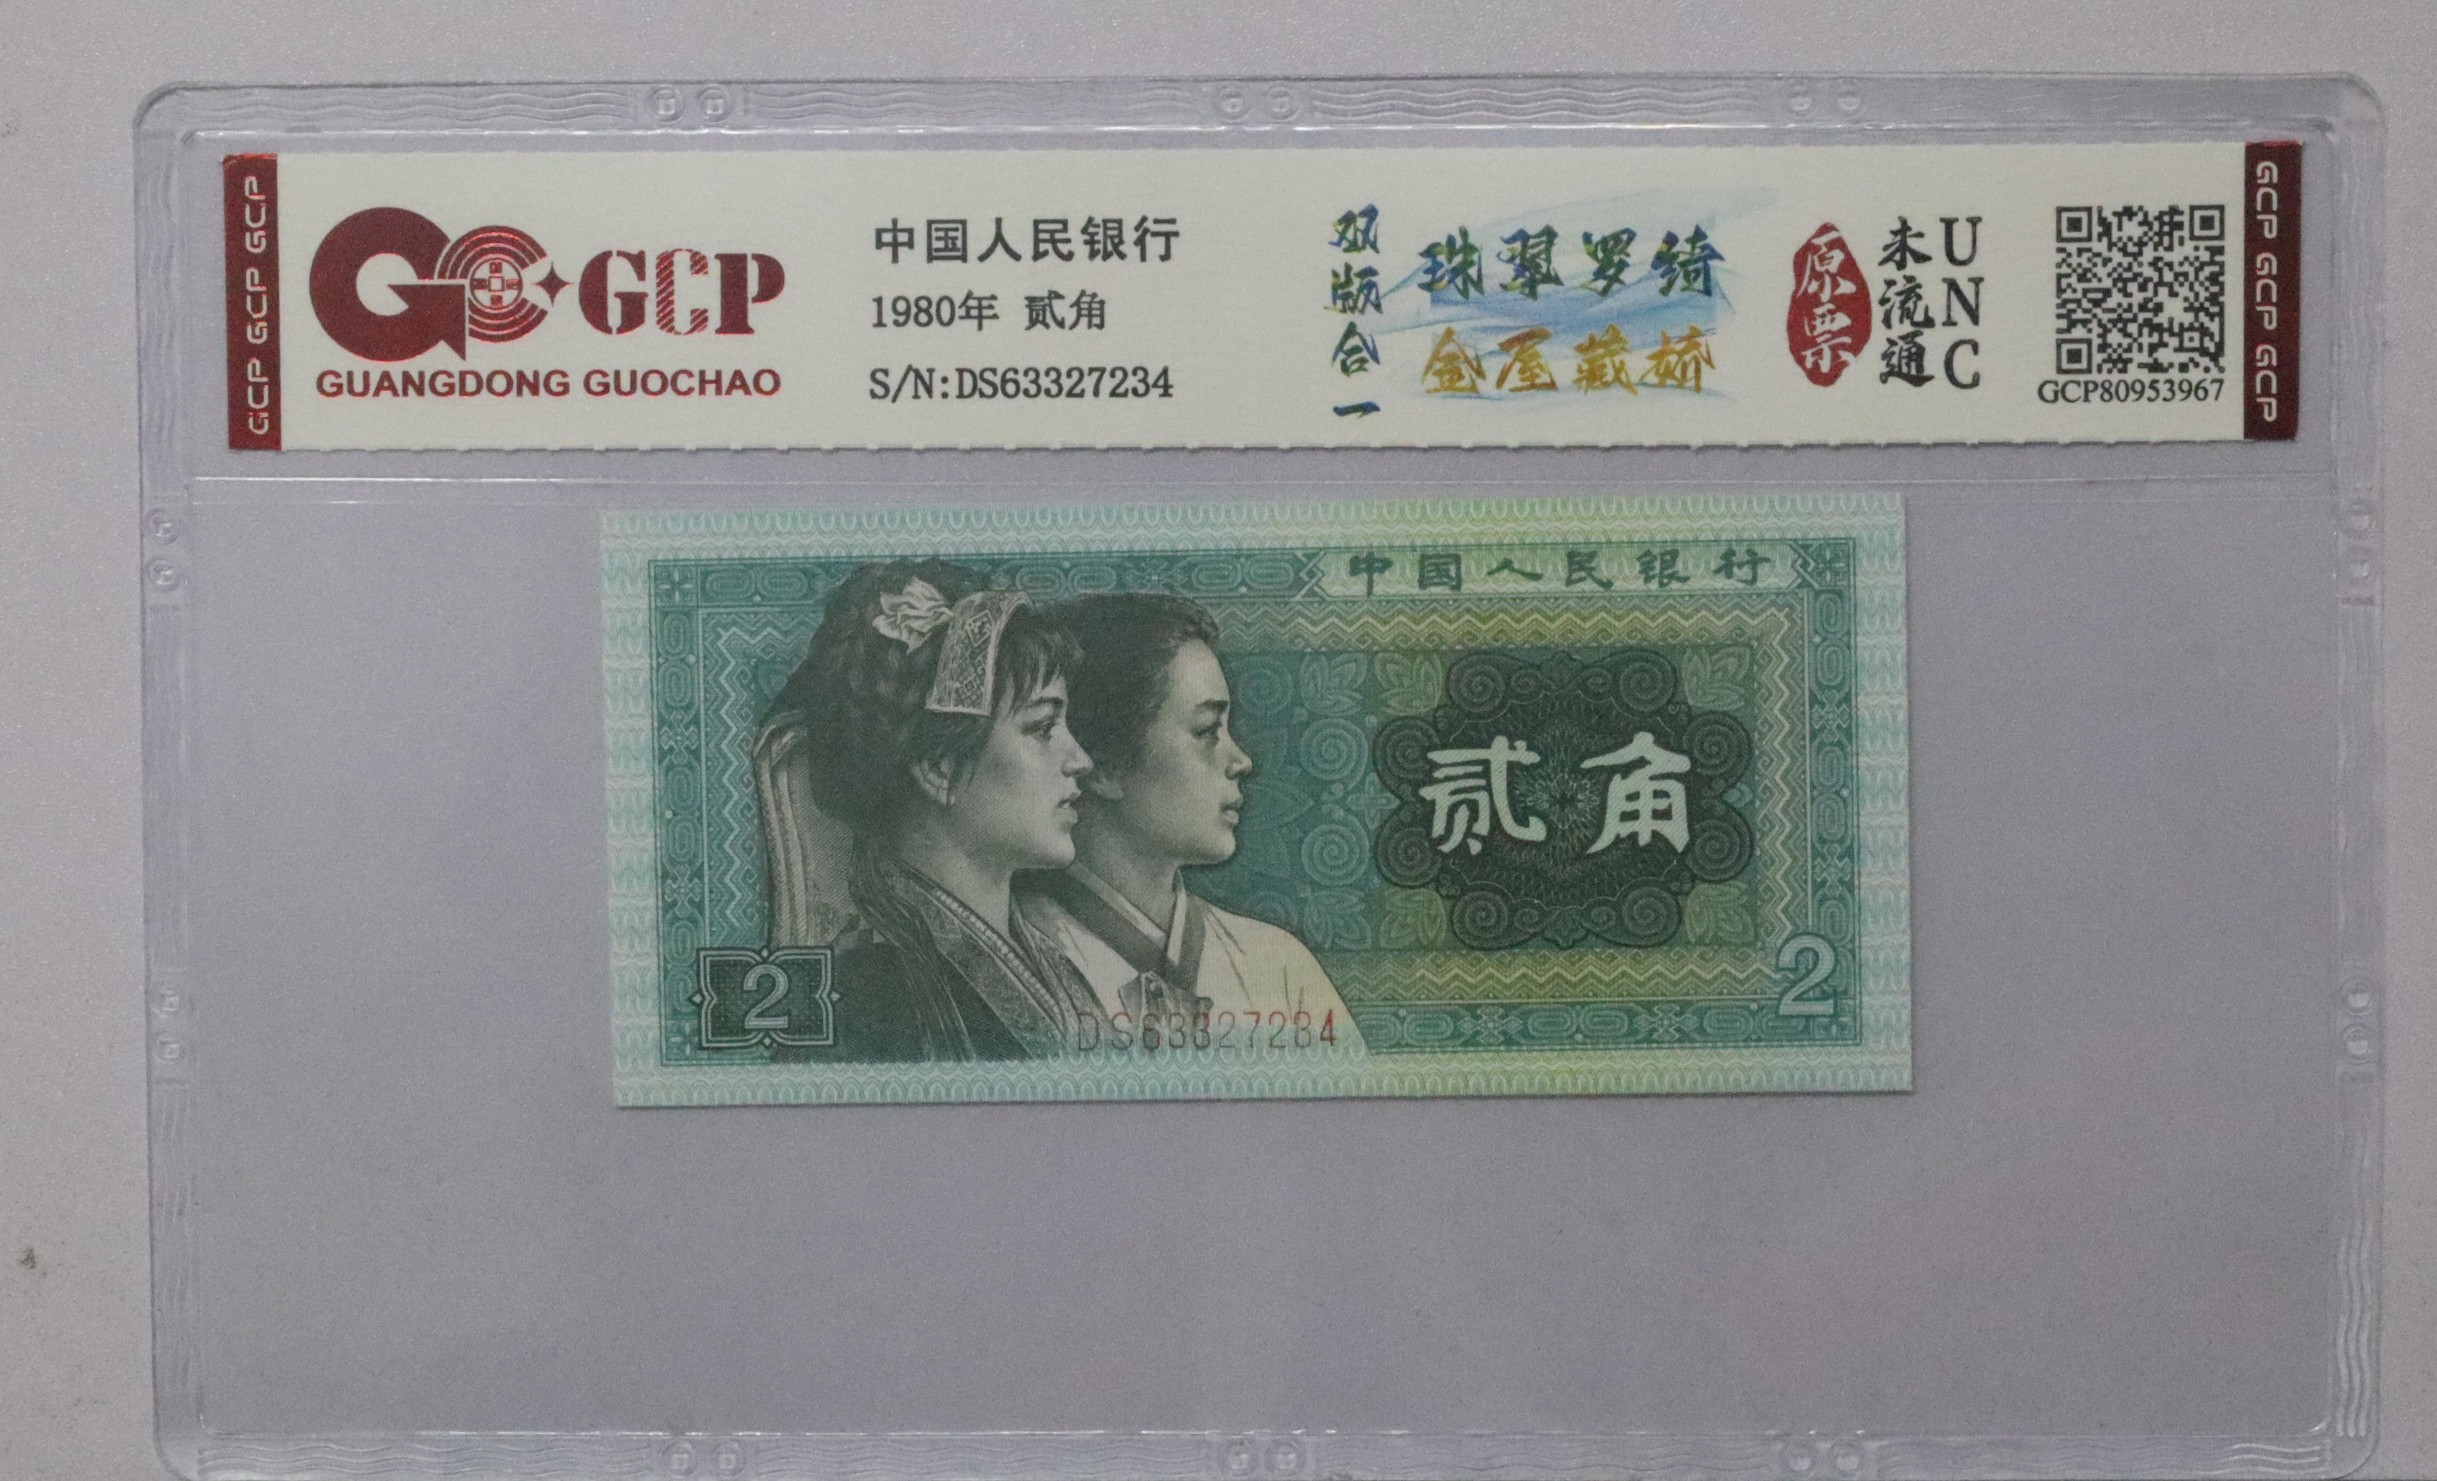 GCP GCP GCP
GCP
GUANGDONG GUOCHAO
中国人民银行
1980年 贰角
S/N:DS63327234
双版合一
珠翠罗绮
金屋藏娇
原票
未流通
UNC
GCP80953967
GCP GCP GCP
中国人民银行
贰角
2
2
DS63327234